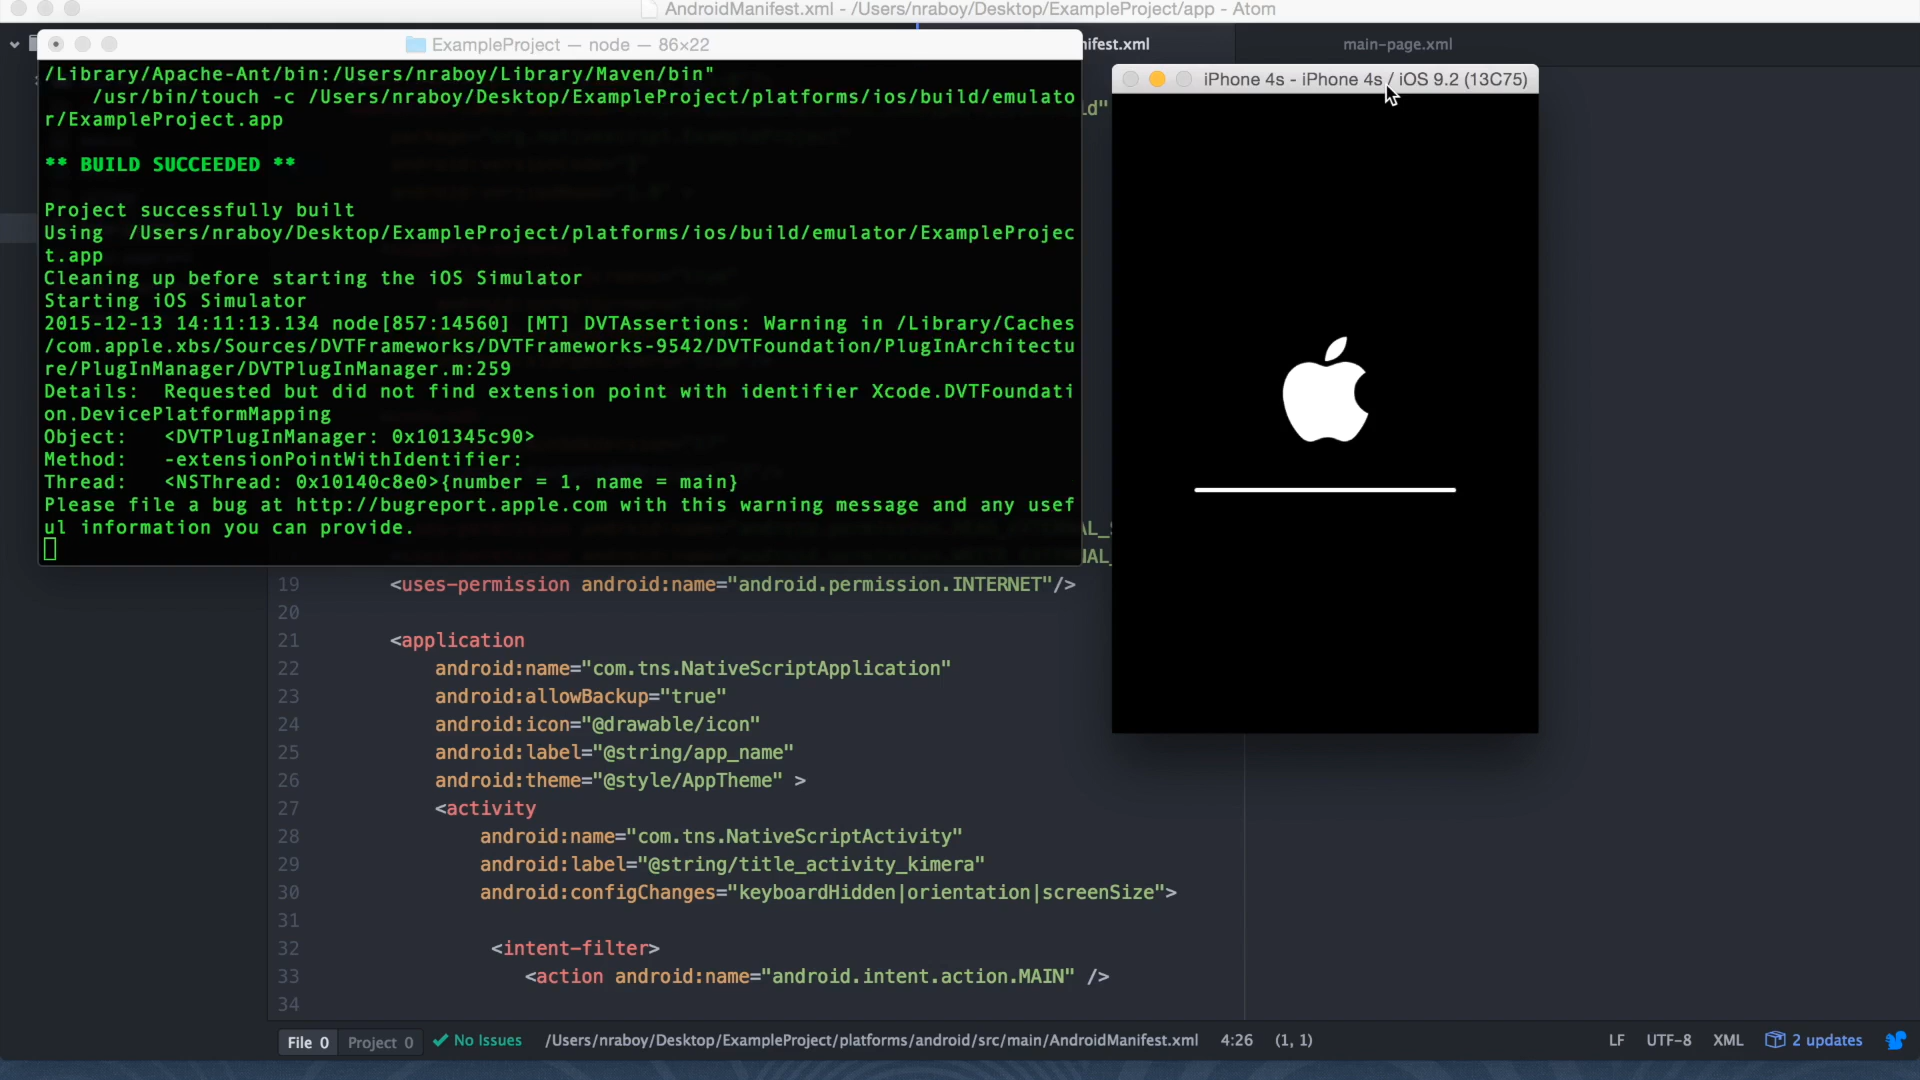 AndroidManifest.xml - /Users/nraboy/Desktop/ExampleProject/app - Atom
ExampleProject — node — 86×22
ifest.xml
main-page.xml
/Library/Apache-Ant/bin:/Users/nraboy/Library/Maven/bin"
/usr/bin/touch -c /Users/nraboy/Desktop/ExampleProject/platforms/ios/build/emulato
r/ExampleProject.app
** BUILD SUCCEEDED **
Project successfully built
Using  /Users/nraboy/Desktop/ExampleProject/platforms/ios/build/emulator/ExampleProjec
t.app
Cleaning up before starting the iOS Simulator
Starting iOS Simulator
2015-12-13 14:11:13.134 node[857:14560] [MT] DVTAssertions: Warning in /Library/Caches
/com.apple.xbs/Sources/DVTFrameworks/DVTFrameworks-9542/DVTFoundation/PlugInArchitectu
re/PlugInManager/DVTPlugInManager.m:259
Details:  Requested but did not find extension point with identifier Xcode.DVTFoundati
on.DevicePlatformMapping
Object:   <DVTPlugInManager: 0x101345c90>
Method:   -extensionPointWithIdentifier:
Thread:   <NSThread: 0x10140c8e0>{number = 1, name = main}
Please file a bug at http://bugreport.apple.com with this warning message and any usef
ul information you can provide.
iPhone 4s - iPhone 4s / iOS 9.2 (13C75)
d"
AL_S
AL_
19 <uses-permission android:name="android.permission.INTERNET"/>
20
21 <application
22 android:name="com.tns.NativeScriptApplication"
23 android:allowBackup="true"
24 android:icon="@drawable/icon"
25 android:label="@string/app_name"
26 android:theme="@style/AppTheme" >
27 <activity
28 android:name="com.tns.NativeScriptActivity"
29 android:label="@string/title_activity_kimera"
30 android:configChanges="keyboardHidden|orientation|screenSize">
31
32 <intent-filter>
33 <action android:name="android.intent.action.MAIN" />
34
File 0 Project 0 No Issues /Users/nraboy/Desktop/ExampleProject/platforms/android/src/main/AndroidManifest.xml 4:26 (1, 1) LF UTF-8 XML 2 updates